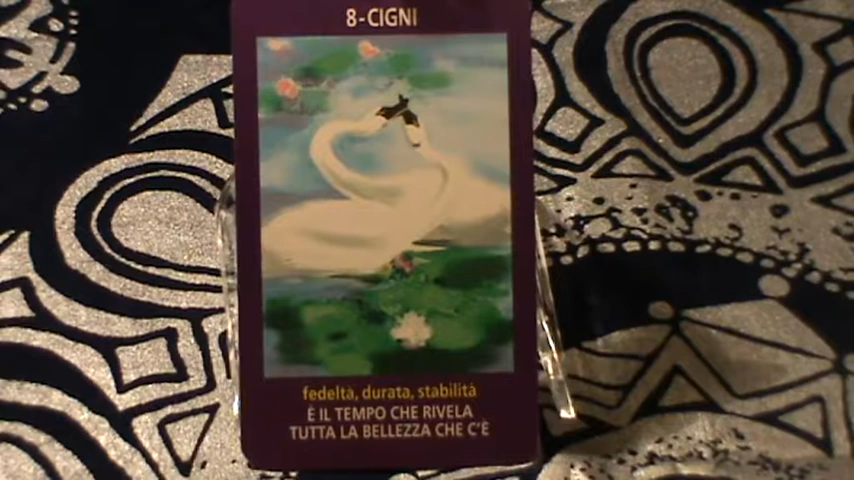 8-CIGNI
fedeltà, durata, stabilità
È IL TEMPO CHE RIVELA
TUTTA LA BELLEZZA CHE C'È